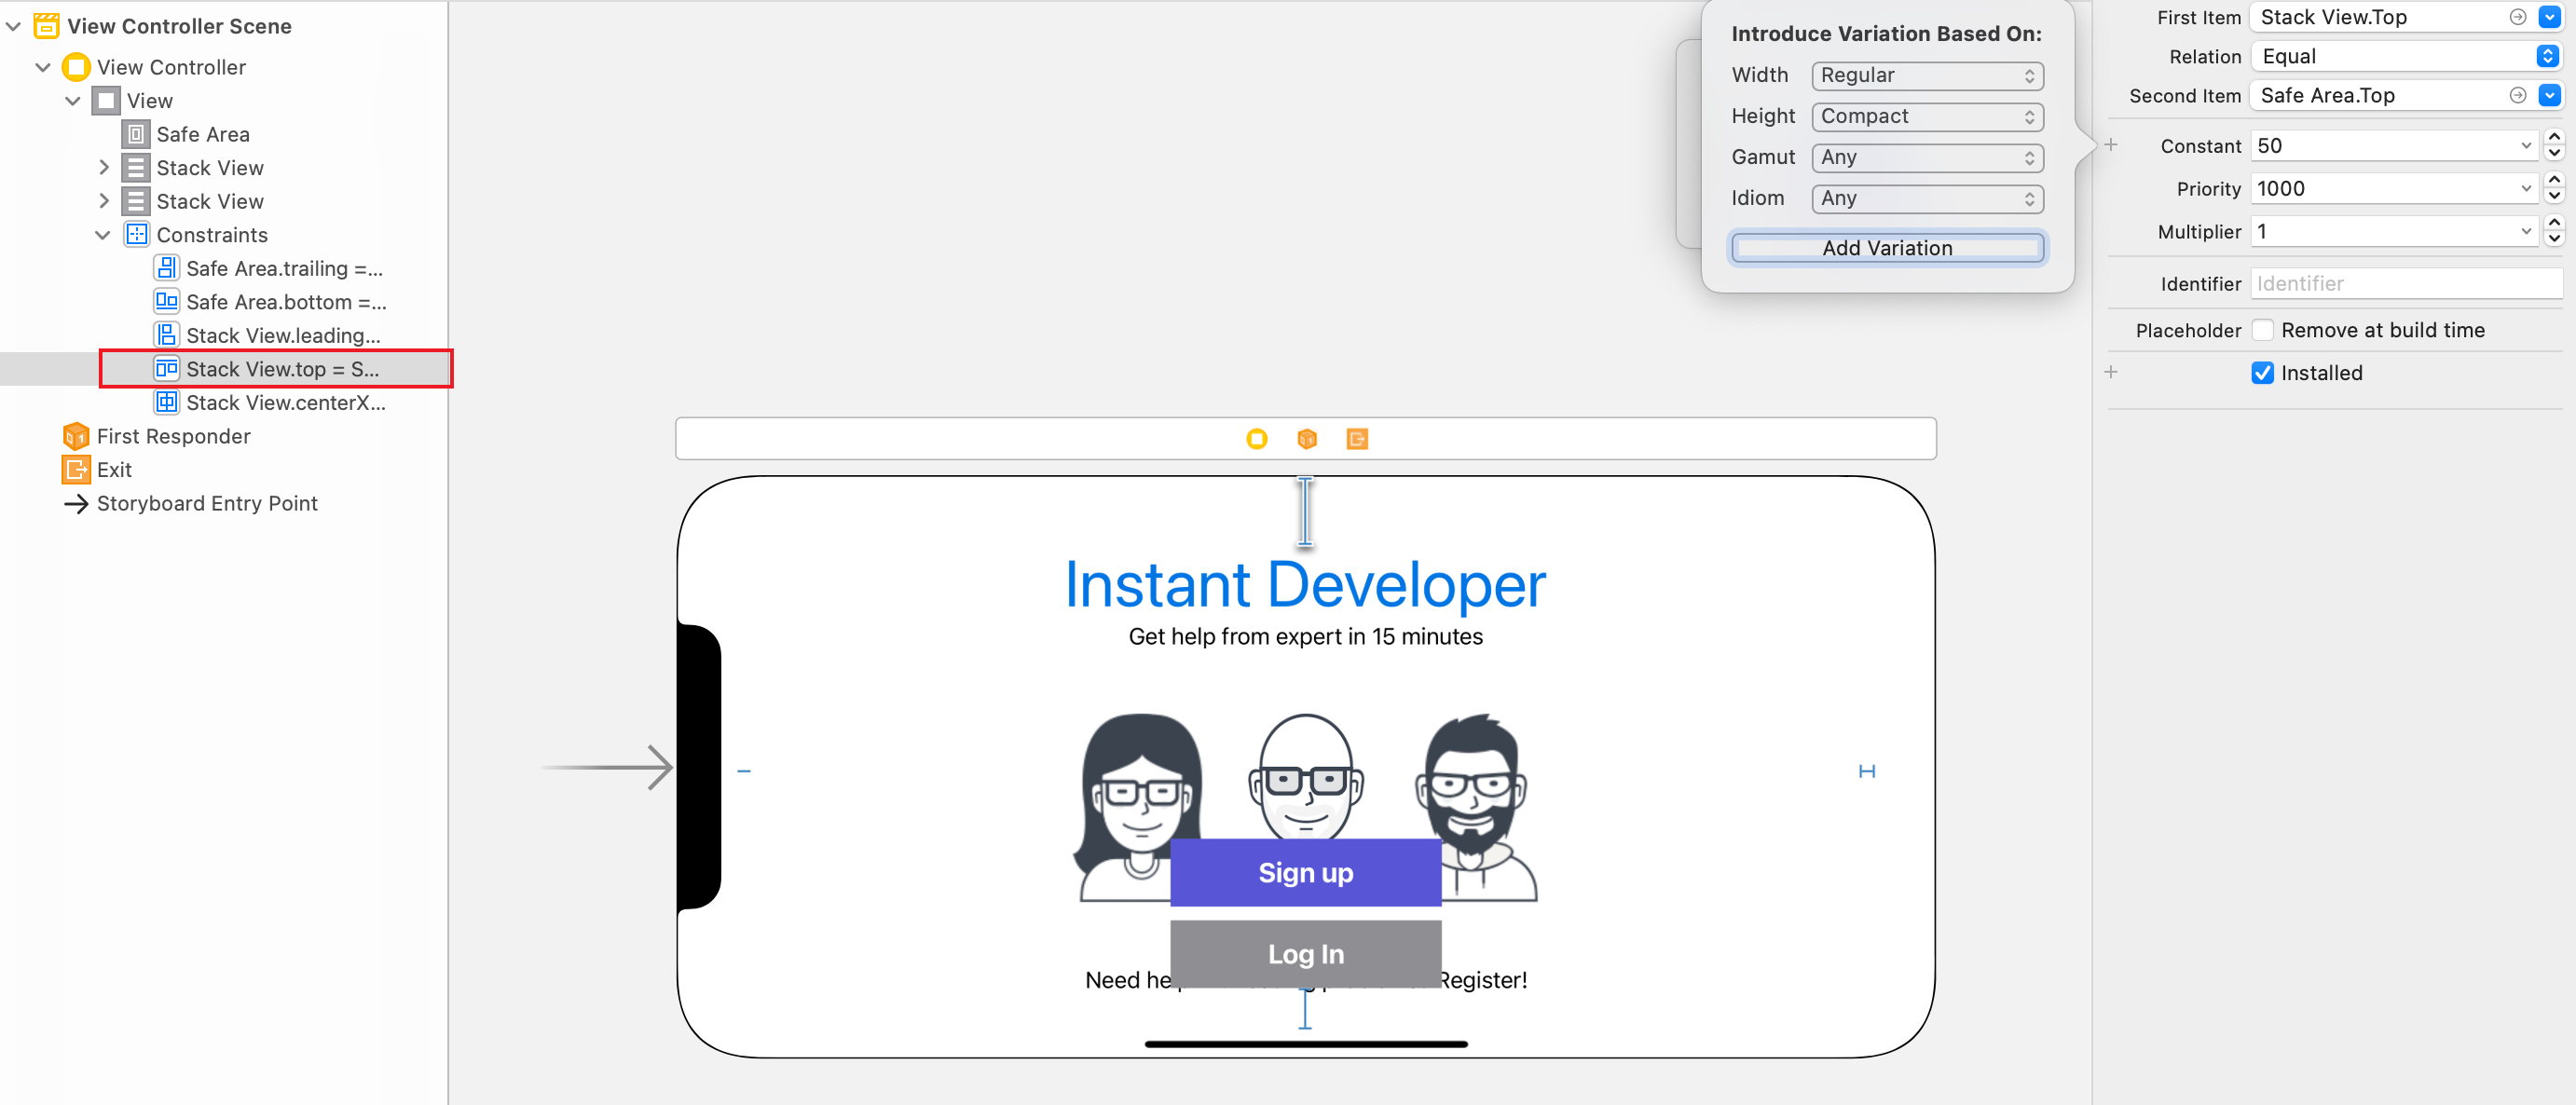 View Controller Scene
View Controller
View
Safe Area
Stack View
Stack View
Constraints
Safe Area.trailing =...
Safe Area.bottom =...
Stack View.leading...
Stack View.top = S...
Stack View.centerX...
First Responder
Exit
Storyboard Entry Point
Introduce Variation Based On:
Width Regular
Height Compact
Gamut Any
Idiom Any
Add Variation
First Item Stack View.Top
Relation Equal
Second Item Safe Area.Top
Constant 50
Priority 1000
Multiplier 1
Identifier Identifier
Placeholder Remove at build time
Installed
Instant Developer
Get help from expert in 15 minutes
Sign up
Log In
Need Register!